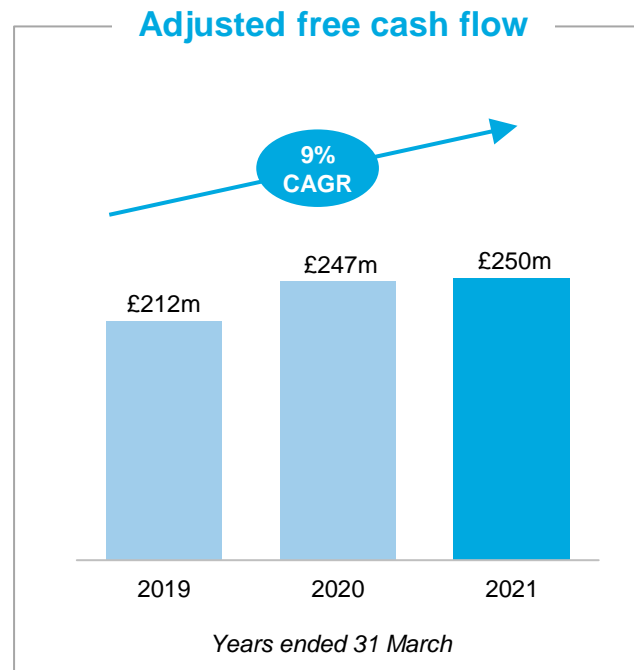 Adjusted free cash flow
9%
CAGR
£212m
£247m
£250m
2019
2020
2021
Years ended 31 March